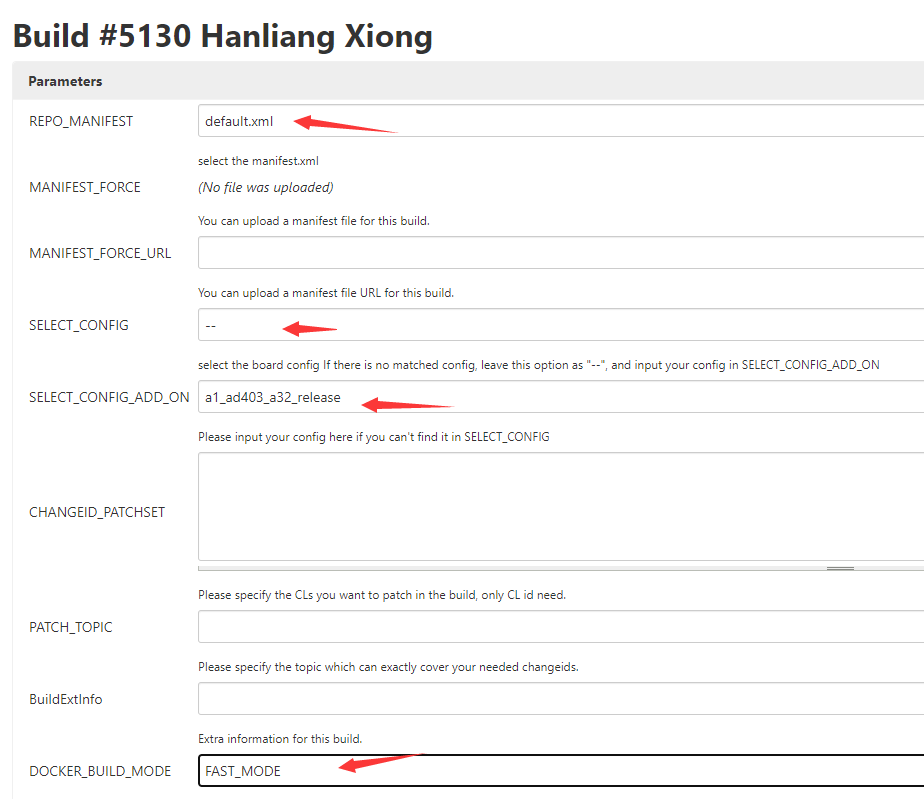 Build #5130 Hanliang Xiong
Parameters
REPO_MANIFEST
default.xml
select the manifest.xml
MANIFEST_FORCE
(No file was uploaded)
You can upload a manifest file for this build.
MANIFEST_FORCE_URL
You can upload a manifest file URL for this build.
SELECT_CONFIG
--
select the board config If there is no matched config, leave this option as "--", and input your config in SELECT_CONFIG_ADD_ON
SELECT_CONFIG_ADD_ON
a1_ad403_a32_release
Please input your config here if you can't find it in SELECT_CONFIG
CHANGEID_PATCHSET
Please specify the CLs you want to patch in the build, only CL id need.
PATCH_TOPIC
Please specify the topic which can exactly cover your needed changeids.
BuildExtInfo
Extra information for this build.
DOCKER_BUILD_MODE
FAST_MODE